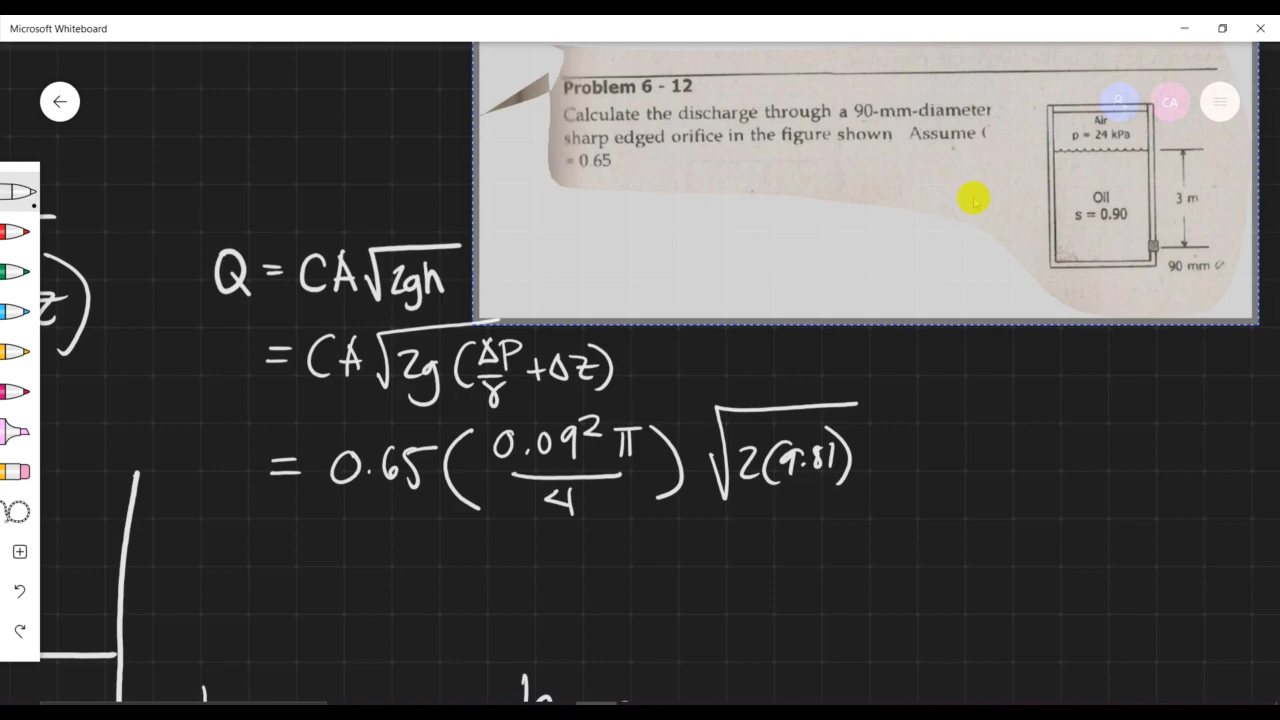 Microsoft Whiteboard
Problem 6 - 12
Calculate the discharge through a 90-mm-diameter
sharp edged orifice in the figure shown Assume C
= 0.65
CA
Air
p = 24 kPa
Oil
s = 0.90
3 m
90 mm ø
z)
Q = CA√2gh
= CA√2g (ΔP/γ + Δz)
= 0.65 (0.09² π / 4) √2(9.81)